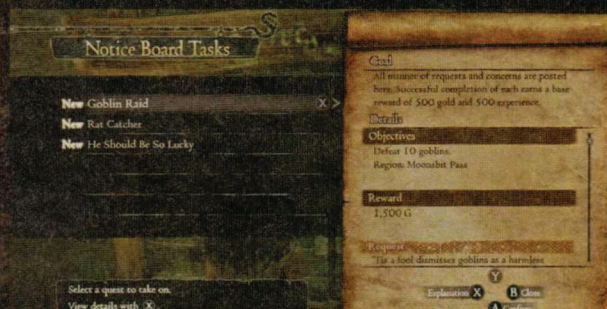 Notice Board Tasks
New Goblin Raid X
New Rat Catcher
New He Should Be So Lucky
Select a quest to take on.
View details with X
Goal
All manner of requests and concerns are posted
here. Successful completion of each earns a base
reward of 500 gold and 500 experience.
Details
Objectives
Defeat 10 goblins.
Region: Moonsbit Pass
Reward
1,500 G
Request
'Tis a fool dismisses goblins as a harmless
Y
Explanation X B Close
A Confirm